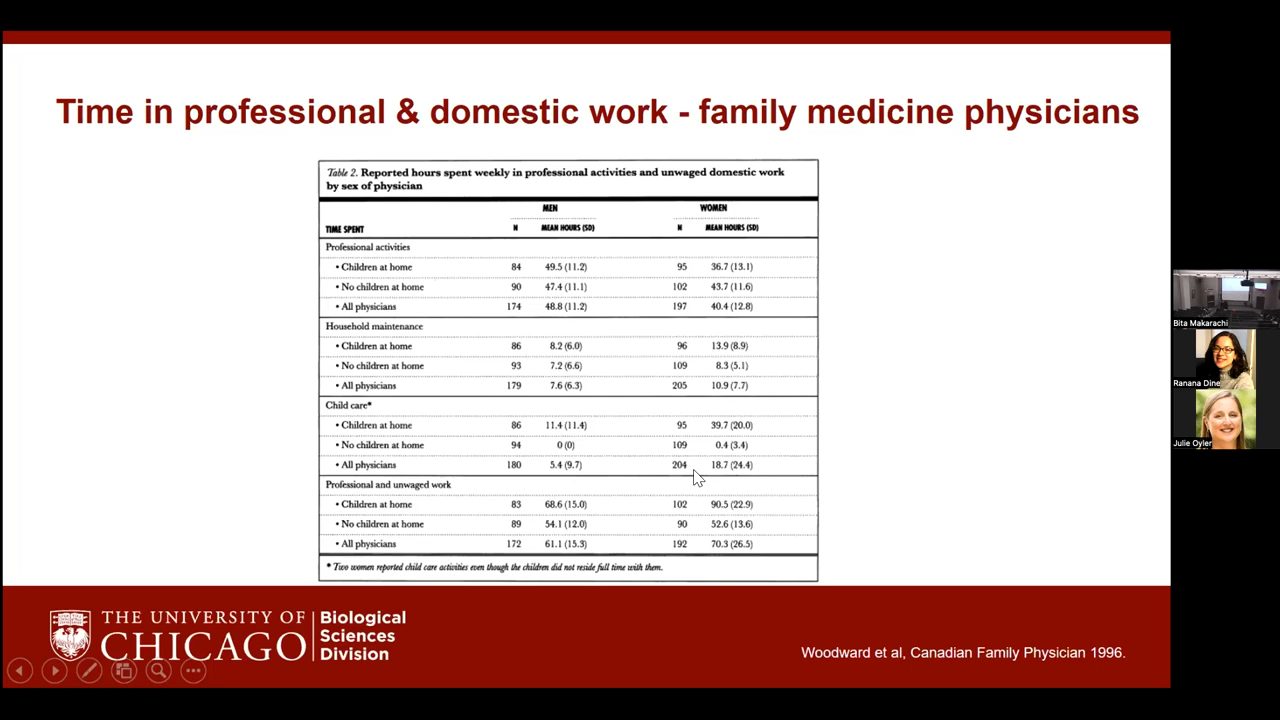 Time in professional & domestic work - family medicine physicians
Table 2. Reported hours spent weekly in professional activities and unwaged domestic work
by sex of physician
MEN WOMEN
TIME SPENT N MEAN HOURS (SD) N MEAN HOURS (SD)
Professional activities
• Children at home 84 49.5 (11.2) 95 36.7 (13.1)
• No children at home 90 47.4 (11.1) 102 43.7 (11.6)
• All physicians 174 48.8 (11.2) 197 40.4 (12.8)
Household maintenance
• Children at home 86 8.2 (6.0) 96 13.9 (8.9)
• No children at home 93 7.2 (6.6) 109 8.3 (5.1)
• All physicians 179 7.6 (6.3) 205 10.9 (7.7)
Child care*
• Children at home 86 11.4 (11.4) 95 39.7 (20.0)
• No children at home 94 0 (0) 109 0.4 (3.4)
• All physicians 180 5.4 (9.7) 204 18.7 (24.4)
Professional and unwaged work
• Children at home 83 68.6 (15.0) 102 90.5 (22.9)
• No children at home 89 54.1 (12.0) 90 52.6 (13.6)
• All physicians 172 61.1 (15.3) 192 70.3 (26.5)
* Two women reported child care activities even though the children did not reside full time with them.
THE UNIVERSITY OF
CHICAGO
Biological
Sciences
Division
Woodward et al, Canadian Family Physician 1996.
Bita Makarachi
Ranana Dine
Julie Oyler